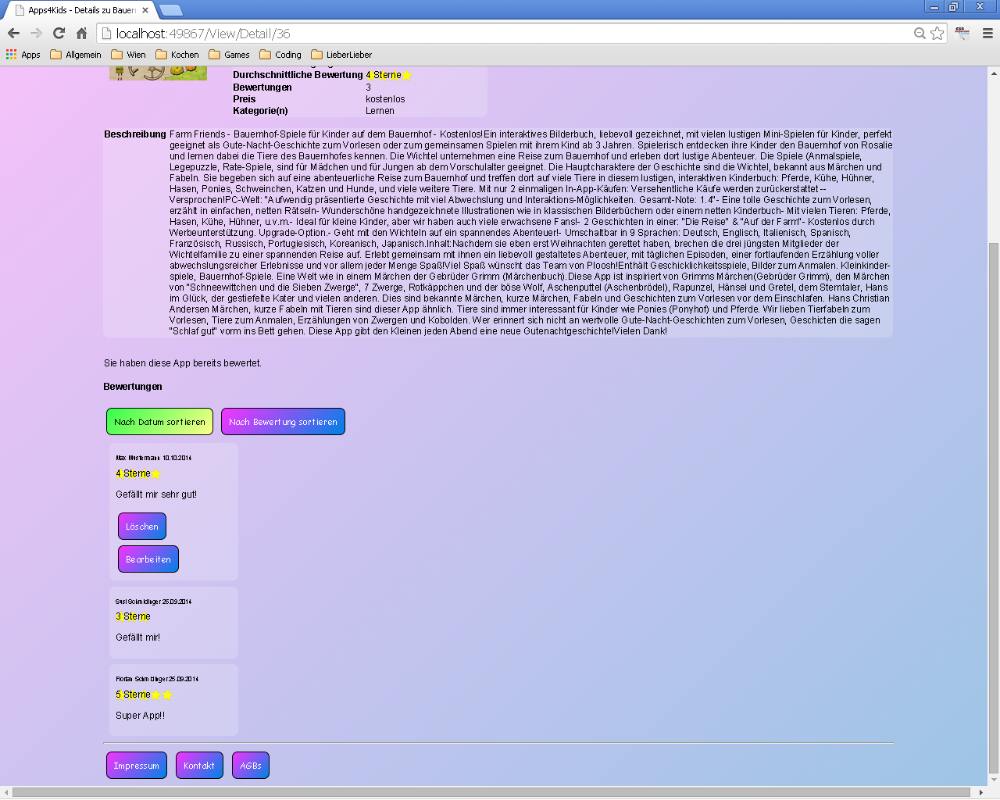 Apps4Kids - Details zu Bauer
localhost:49867/View/Detail/36
Apps Allgemein Wien Kochen Games Coding LieberLieber
Durchschnittliche Bewertung 4 Sterne
Bewertungen 3
Preis kostenlos
Kategorie(n) Lernen
Beschreibung Farm Friends - Bauernhof-Spiele für Kinder auf dem Bauernhof - Kostenlos!Ein interaktives Bilderbuch, liebevoll gezeichnet, mit vielen lustigen Mini-Spielen für Kinder, perfekt
geeignet als Gute-Nacht-Geschichte zum Vorlesen oder zum gemeinsamen Spielen mit ihrem Kind ab 3 Jahren. Spielerisch entdecken ihre Kinder den Bauernhof von Rosalie
und lernen dabei die Tiere des Bauernhofes kennen. Die Wichtel unternehmen eine Reise zum Bauernhof und erleben dort lustige Abenteuer. Die Spiele (Anmalspiele,
Legepuzzle, Rate-Spiele, sind für Mädchen und für Jungen ab dem Vorschulalter geeignet. Die Hauptcharaktere der Geschichte sind die Wichtel, bekannt aus Märchen und
Fabeln. Sie begeben sich auf eine abenteuerliche Reise zum Bauernhof und treffen dort auf viele Tiere in diesem lustigen, interaktiven Kinderbuch: Pferde, Kühe, Hühner,
Hasen, Ponies, Schweinchen, Katzen und Hunde, und viele weitere Tiere. Mit nur 2 einmaligen In-App-Käufen: Versehentliche Käufe werden zurückerstattet --
Versprochen!PC-Welt: "Aufwendig präsentierte Geschichte mit viel Abwechslung und Interaktions-Möglichkeiten. Gesamt-Note: 1.4"- Eine tolle Geschichte zum Vorlesen,
erzählt in einfachen, netten Rätseln- Wunderschöne handgezeichnete Illustrationen wie in klassischen Bilderbüchern oder einem netten Kinderbuch- Mit vielen Tieren: Pferde,
Hasen, Kühe, Hühner, u.v.m.- Ideal für kleine Kinder, aber wir haben auch viele erwachsene Fans!- 2 Geschichten in einer: "Die Reise" & "Auf der Farm"- Kostenlos durch
Werbeunterstützung. Upgrade-Option.- Geht mit den Wichteln auf ein spannendes Abenteuer!- Umschaltbar in 9 Sprachen: Deutsch, Englisch, Italienisch, Spanisch,
Französisch, Russisch, Portugiesisch, Koreanisch, Japanisch.Inhalt:Nachdem sie eben erst Weihnachten gerettet haben, brechen die drei jüngsten Mitglieder der
Wichtelfamilie zu einer spannenden Reise auf. Erlebt gemeinsam mit ihnen ein liebevoll gestaltetes Abenteuer, mit täglichen Episoden, einer fortlaufenden Erzählung voller
abwechslungsreicher Erlebnisse und vor allem jeder Menge Spaß!Viel Spaß wünscht das Team von Ploosh!Enthält Geschicklichkeitsspiele, Bilder zum Anmalen. Kleinkinder-
spiele, Bauernhof-Spiele. Eine Welt wie in einem Märchen der Gebrüder Grimm (Märchenbuch).Diese App ist inspiriert von Grimms Märchen(Gebrüder Grimm), den Märchen
von "Schneewittchen und die Sieben Zwerge", 7 Zwerge, Rotkäppchen und der böse Wolf, Aschenputtel (Aschenbrödel), Rapunzel, Hänsel und Gretel, dem Sterntaler, Hans
im Glück, der gestiefelte Kater und vielen anderen. Dies sind bekannte Märchen, kurze Märchen, Fabeln und Geschichten zum Vorlesen vor dem Einschlafen. Hans Christian
Andersen Märchen, kurze Fabeln mit Tieren sind dieser App ähnlich. Tiere sind immer interessant für Kinder wie Ponies (Ponyhof) und Pferde. Wir lieben Tierfabeln zum
Vorlesen, Tiere zum Anmalen, Erzählungen von Zwergen und Kobolden. Wer erinnert sich nicht an wertvolle Gute-Nacht-Geschichten zum Vorlesen, Geschicten die sagen
"Schlaf gut" vorm ins Bett gehen. Diese App gibt den Kleinen jeden Abend eine neue Gutenachtgeschichte!Vielen Dank!
Sie haben diese App bereits bewertet.
Bewertungen
Nach Datum sortieren Nach Bewertung sortieren
Max Mustermann 10.10.2014
4 Sterne
Gefällt mir sehr gut!
Löschen
Bearbeiten
Susi Schmidinger 25.09.2014
3 Sterne
Gefällt mir!
Florian Schmidinger 25.09.2014
5 Sterne
Super App!!
Impressum Kontakt AGBs